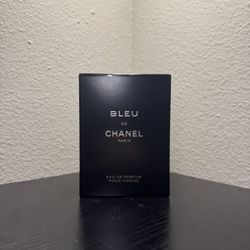 BLEU
DE
CHANEL
PARIS
EAU DE PARFUM
POUR HOMME